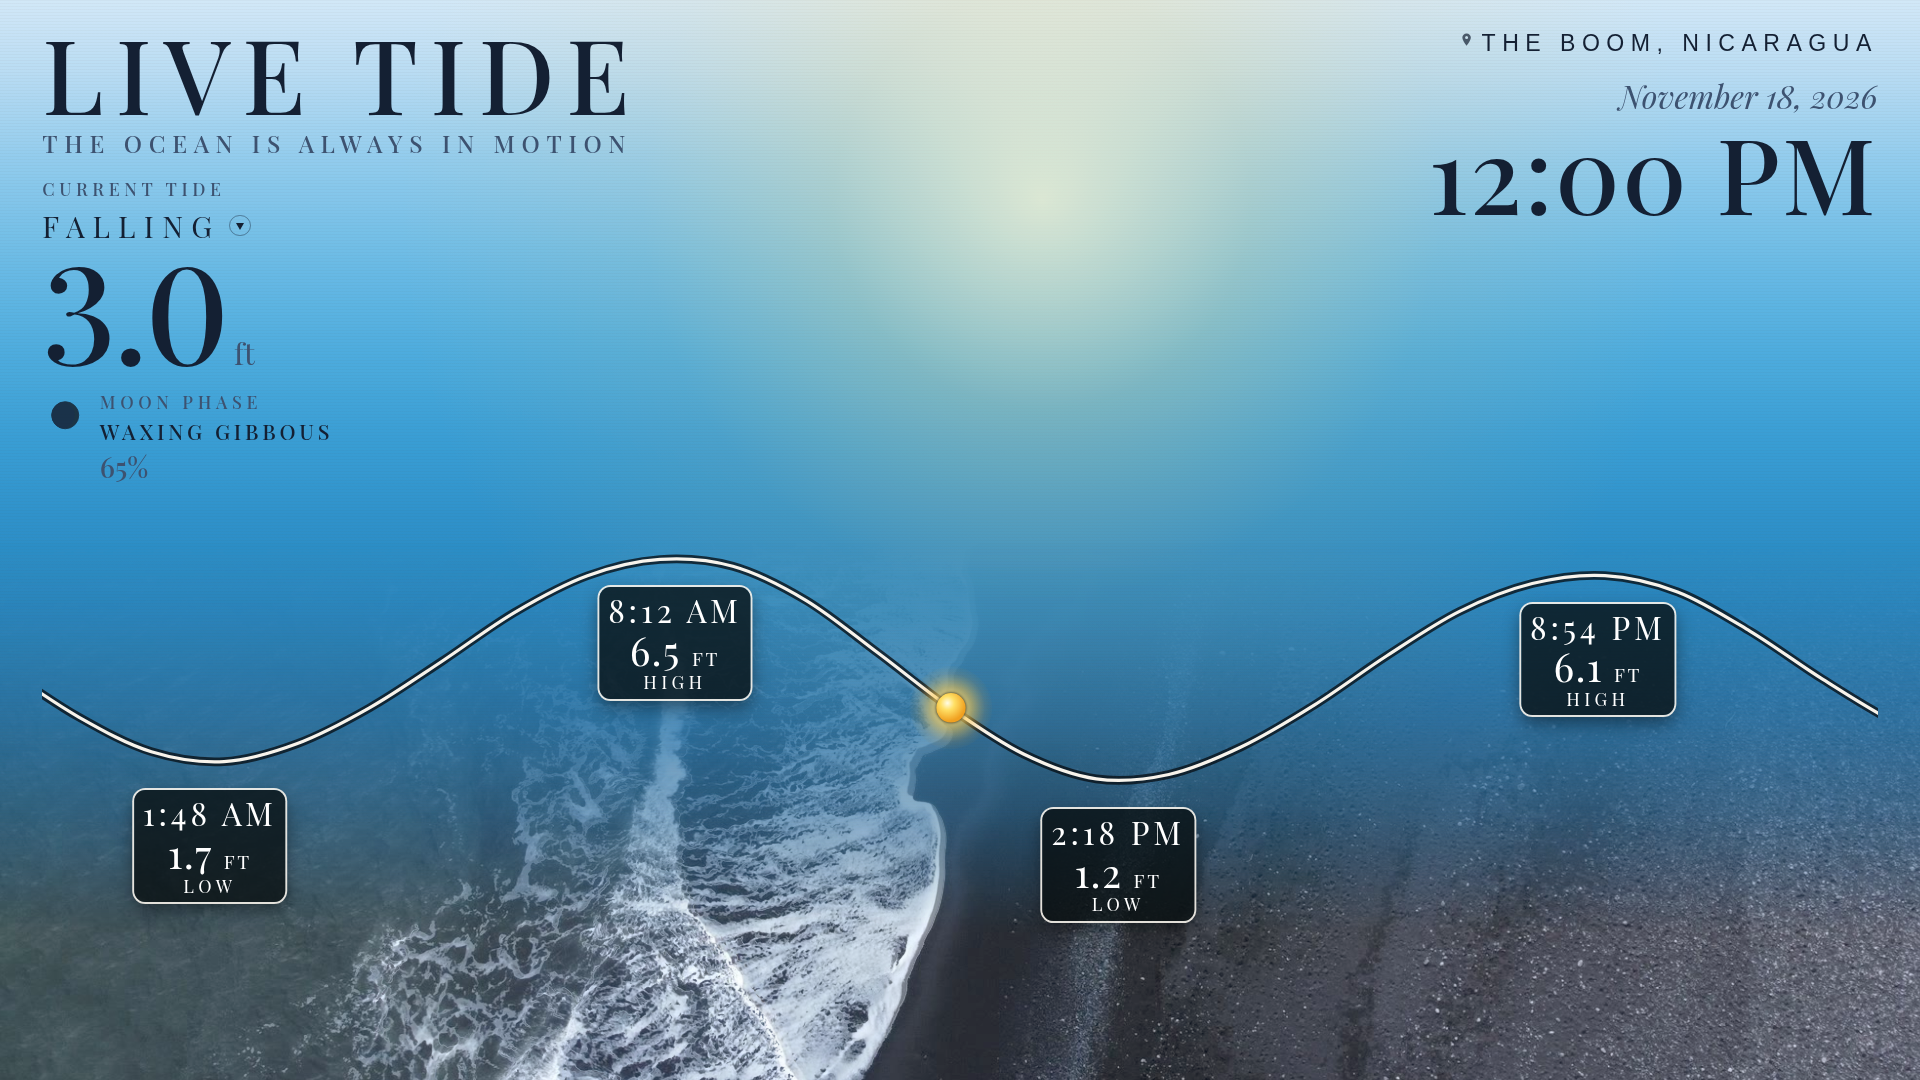 LIVE TIDE
THE OCEAN IS ALWAYS IN MOTION
CURRENT TIDE
FALLING
3.0 ft
MOON PHASE
WAXING GIBBOUS
65%
THE BOOM, NICARAGUA
November 18, 2026
12:00 PM
1:48 AM
1.7 FT
LOW
8:12 AM
6.5 FT
HIGH
2:18 PM
1.2 FT
LOW
8:54 PM
6.1 FT
HIGH